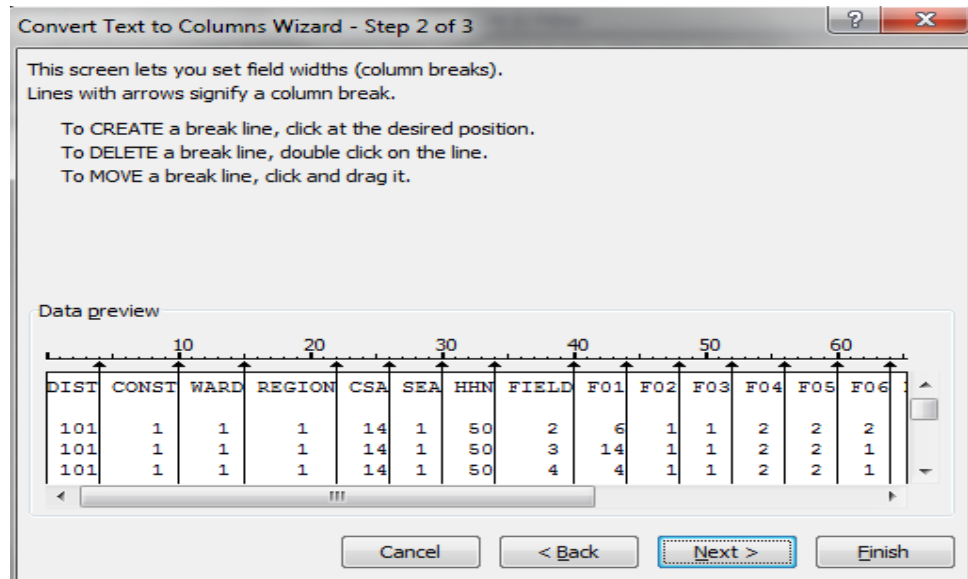 Convert Text to Columns Wizard - Step 2 of 3
?
This screen lets you set field widths (column breaks).
Lines with arrows signify a column break.
To CREATE a break line, click at the desired position.
To DELETE a break line, double click on the line.
To MOVE a break line, click and drag it.
Data preview
10 20 30 40 50 60
DIST CONST WARD REGION CSA SEA HHN FIELD F01 F02 F03 F04 F05 F06
101 1 1 1 14 1 50 2 6 1 1 2 2 2
101 1 1 1 14 1 50 3 14 1 1 2 2 1
101 1 1 1 14 1 50 4 4 1 1 2 2 1
Cancel < Back Next > Finish